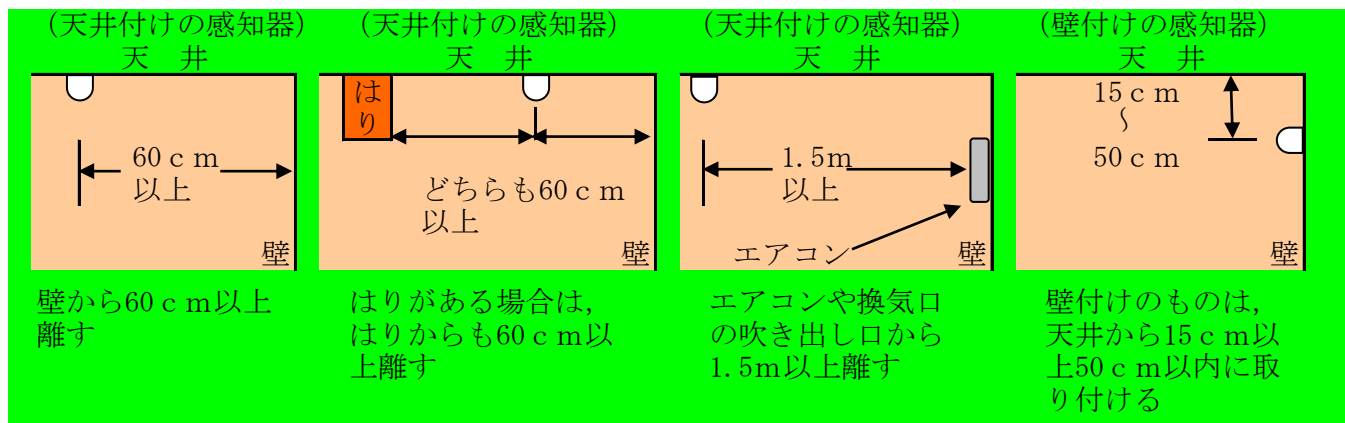 (天井付けの感知器)
天　井
60ｃｍ
以上
壁
壁から60ｃｍ以上
離す
(天井付けの感知器)
天　井
はり
どちらも60ｃｍ
以上
壁
はりがある場合は,
はりからも60ｃｍ以
上離す
(天井付けの感知器)
天　井
1.5ｍ
以上
エアコン
壁
エアコンや換気口
の吹き出し口から
1.5ｍ以上離す
(壁付けの感知器)
天　井
15ｃｍ
～
50ｃｍ
壁
壁付けのものは,
天井から15ｃｍ以
上50ｃｍ以内に取
り付ける